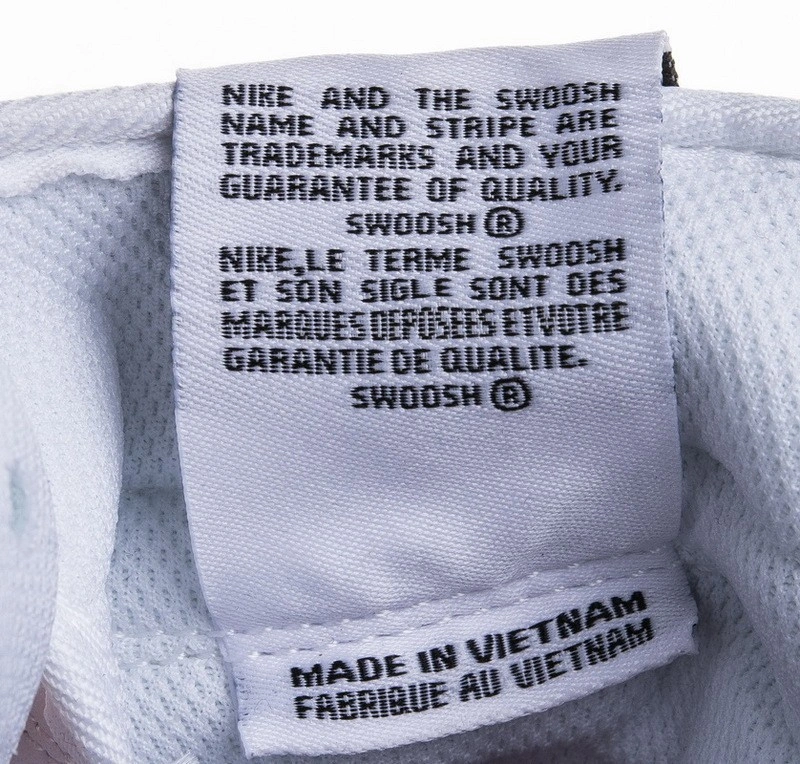 NIKE AND THE SWOOSH
NAME AND STRIPE ARE
TRADEMARKS AND YOUR
GUARANTEE OF QUALITY.
SWOOSH ®
NIKE,LE TERME SWOOSH
ET SON SIGLE SONT DES
MARQUES DEPOSEES ET VOTRE
GARANTIE DE QUALITE.
SWOOSH ®
MADE IN VIETNAM
FABRIQUE AU VIETNAM